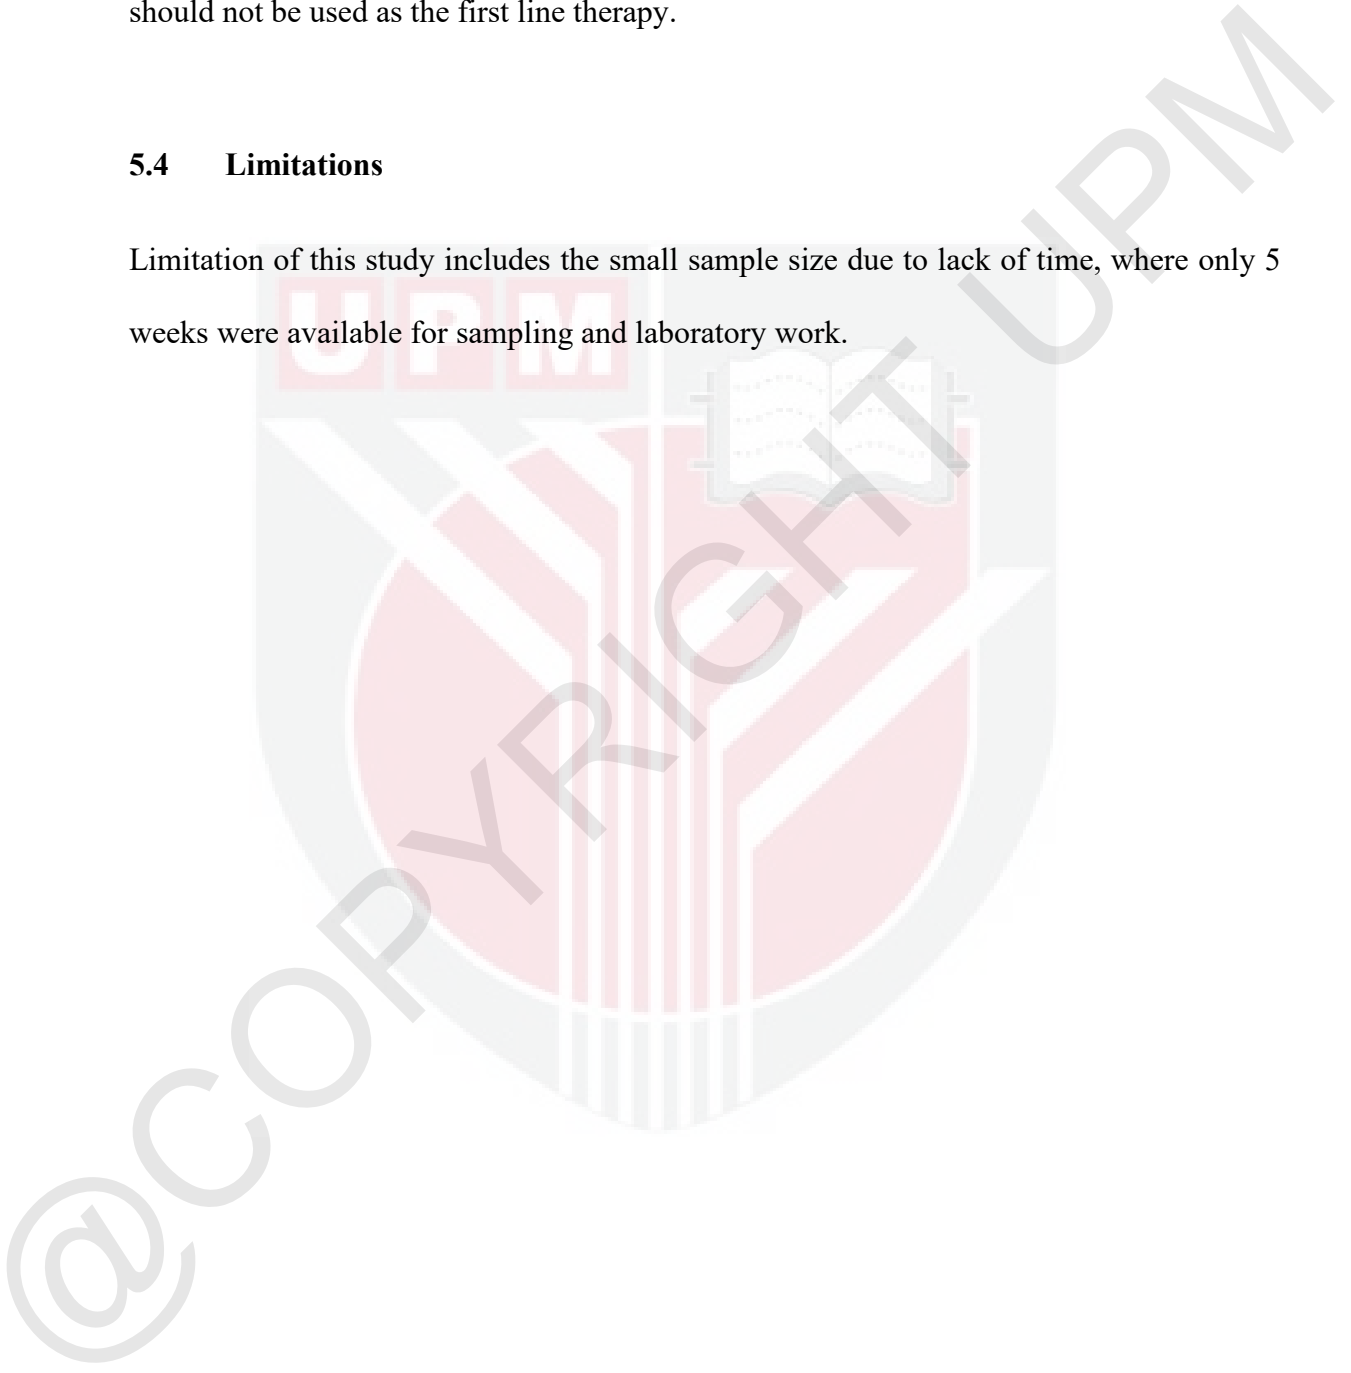 should not be used as the first line therapy.
5.4 Limitations
Limitation of this study includes the small sample size due to lack of time, where only 5
weeks were available for sampling and laboratory work.
UPM
@COPYRIGHT UPM